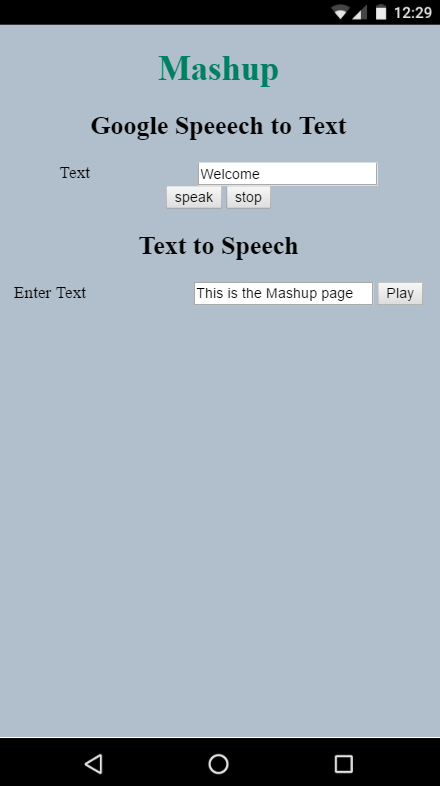 12:29
Mashup
Google Speeech to Text
Text Welcome
speak stop
Text to Speech
Enter Text This is the Mashup page Play